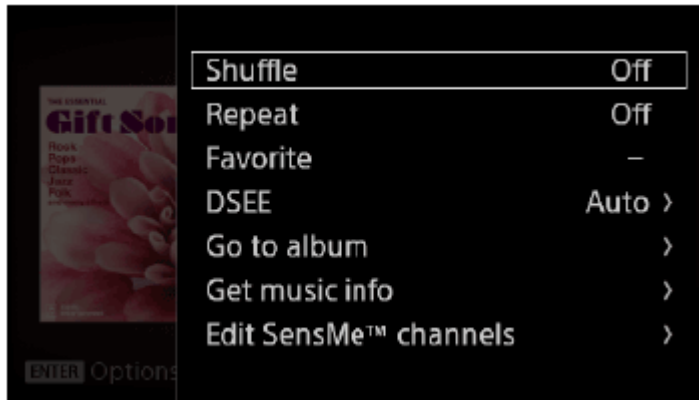 Shuffle Off
Repeat Off
Favorite –
DSEE Auto >
Go to album >
Get music info >
Edit SensMe™ channels >
THE ESSENTIAL
Gift Son
Rock
Pops
Classic
Jazz
Folk
ENTER Options